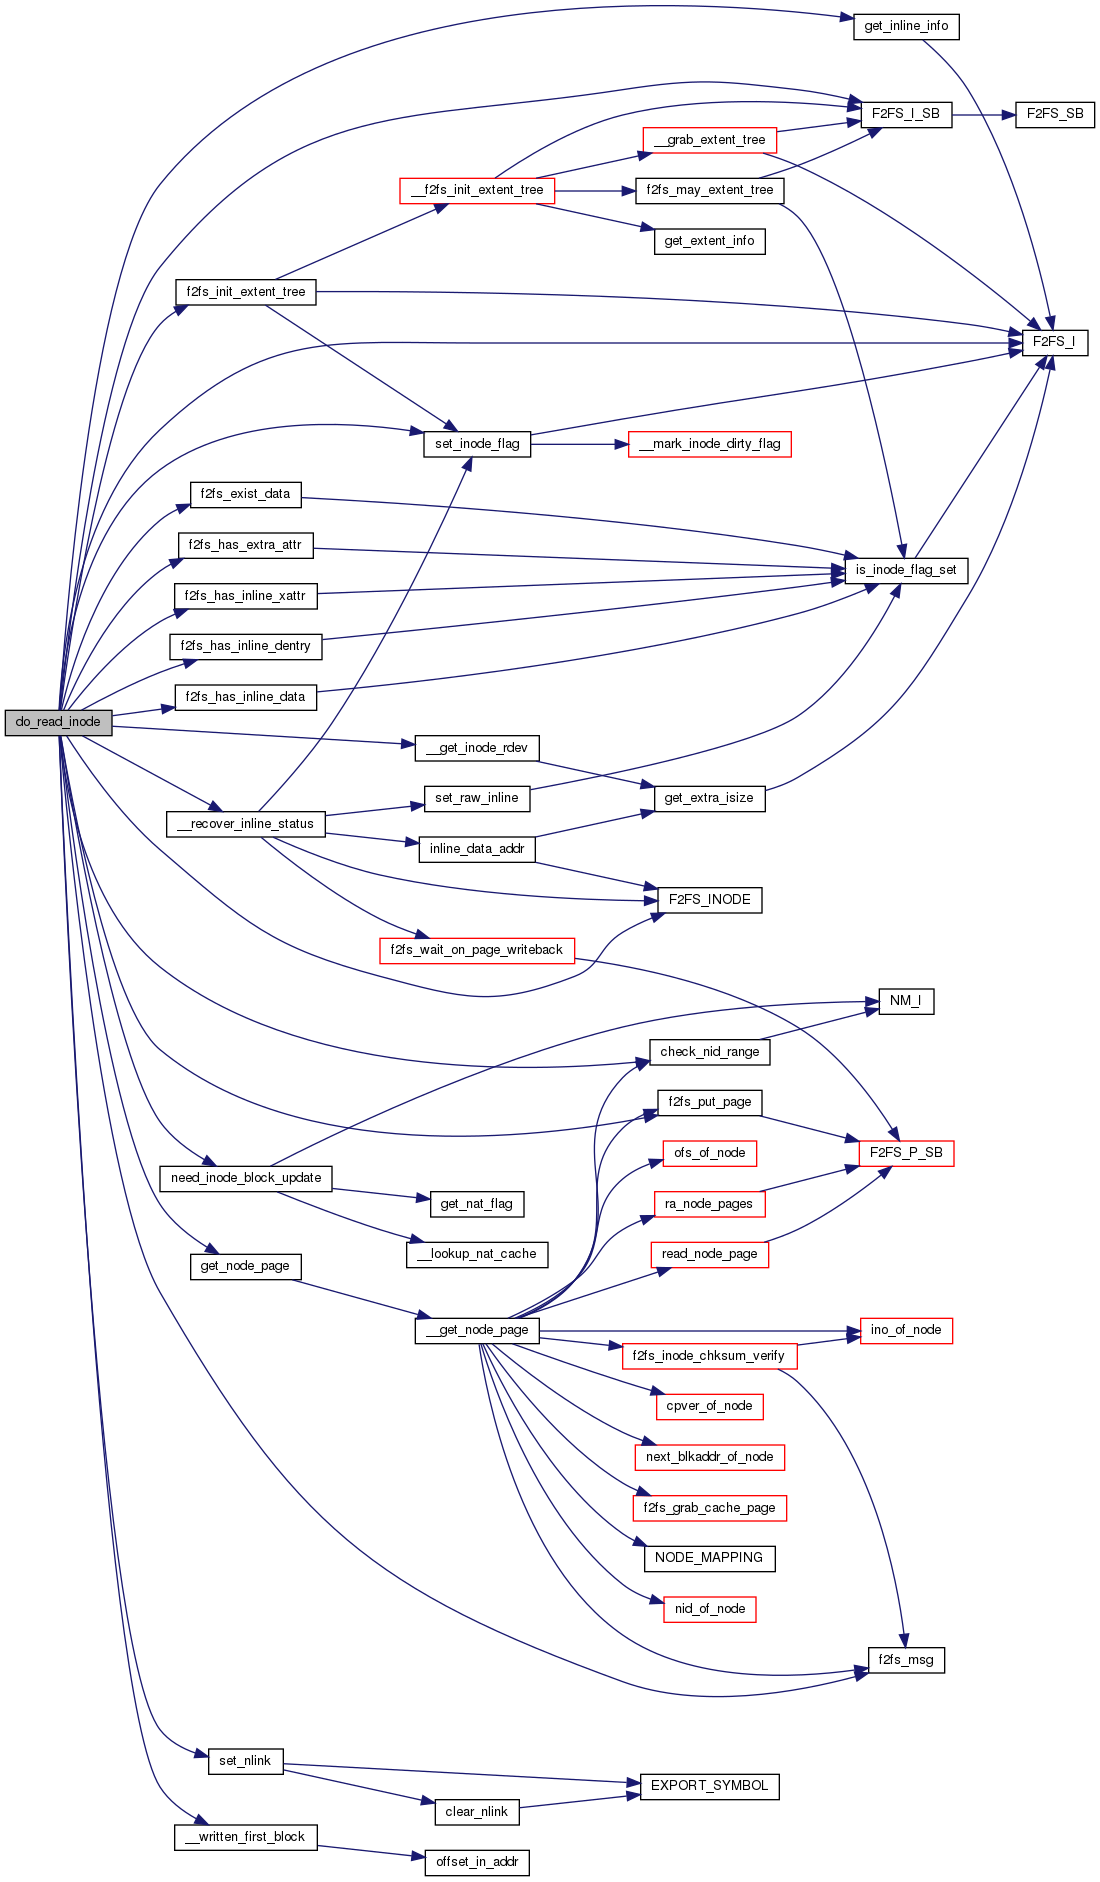 get_inline_info
F2FS_I_SB
F2FS_SB
__grab_extent_tree
__f2fs_init_extent_tree
f2fs_may_extent_tree
get_extent_info
f2fs_init_extent_tree
F2FS_I
set_inode_flag
__mark_inode_dirty_flag
f2fs_exist_data
f2fs_has_extra_attr
is_inode_flag_set
f2fs_has_inline_xattr
f2fs_has_inline_dentry
f2fs_has_inline_data
do_read_inode
__get_inode_rdev
set_raw_inline
get_extra_isize
__recover_inline_status
inline_data_addr
F2FS_INODE
f2fs_wait_on_page_writeback
NM_I
check_nid_range
f2fs_put_page
ofs_of_node
F2FS_P_SB
need_inode_block_update
get_nat_flag
ra_node_pages
__lookup_nat_cache
read_node_page
get_node_page
__get_node_page
ino_of_node
f2fs_inode_chksum_verify
cpver_of_node
next_blkaddr_of_node
f2fs_grab_cache_page
NODE_MAPPING
nid_of_node
f2fs_msg
set_nlink
EXPORT_SYMBOL
clear_nlink
__written_first_block
offset_in_addr